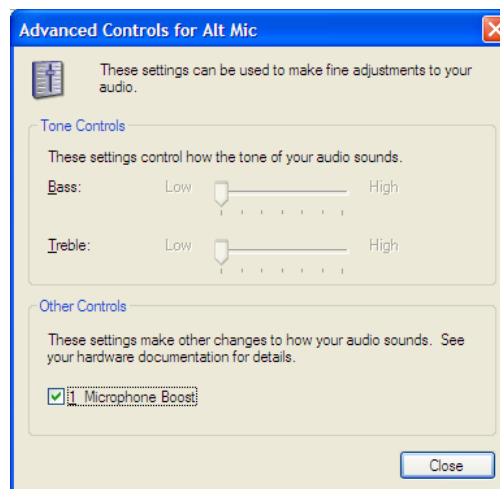 Advanced Controls for Alt Mic
These settings can be used to make fine adjustments to your
audio.
Tone Controls
These settings control how the tone of your audio sounds.
Bass: Low High
Treble: Low High
Other Controls
These settings make other changes to how your audio sounds. See
your hardware documentation for details.
1 Microphone Boost
Close